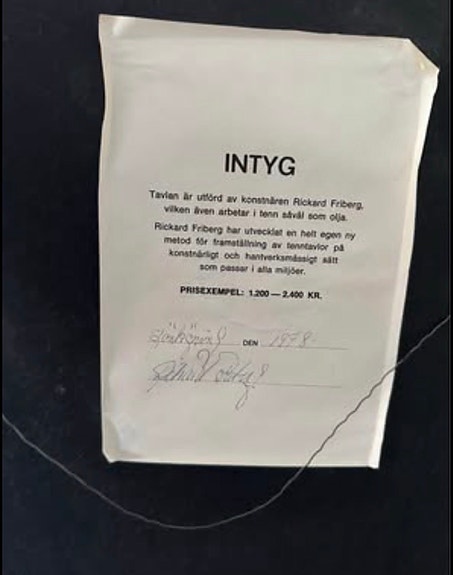 INTYG
Tavlan är utförd av konstnären Rickard Friberg,
vilken även arbetar i tenn såväl som olja.
Rickard Friberg har utvecklat en helt egen ny
metod för framställning av tenntavlor på
konstnärligt och hantverksmässigt sätt
som passar i alla miljöer.
PRISEXEMPEL: 1.200 — 2.400 KR.
Jönköping DEN 1978